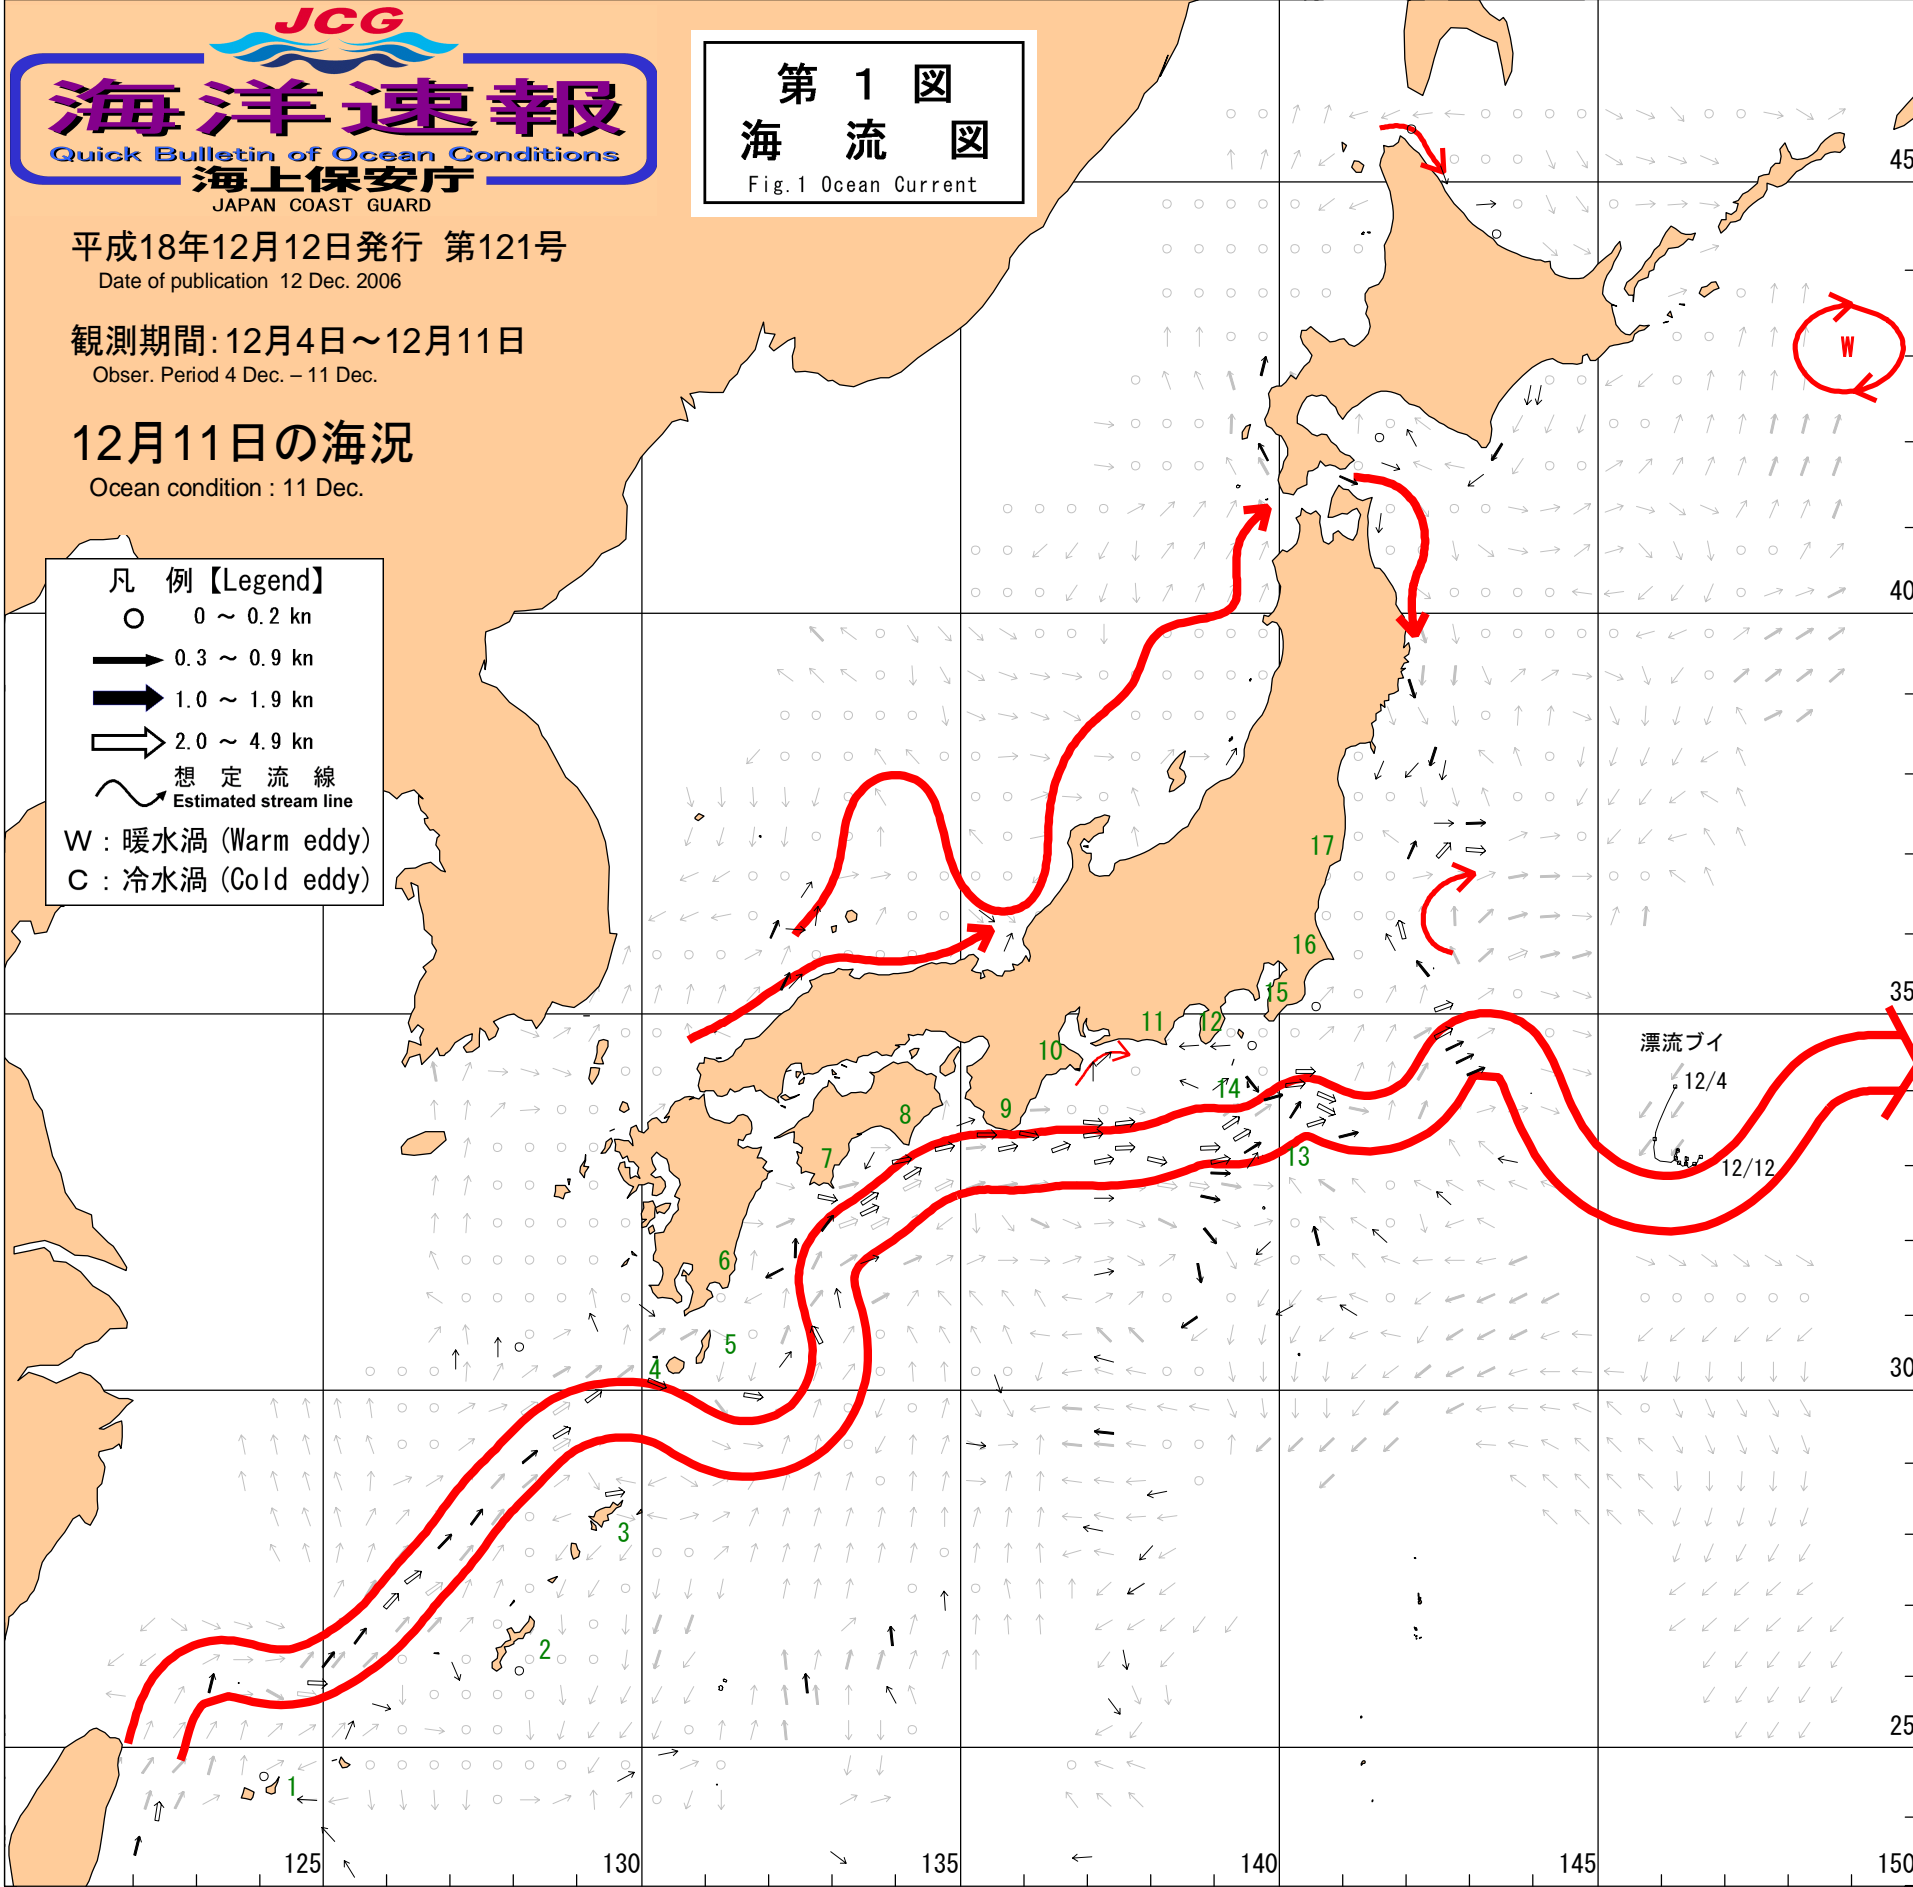 JCG
海洋速報
Quick Bulletin of Ocean Conditions
海上保安庁
JAPAN COAST GUARD
平成18年12月12日発行 第121号
Date of publication 12 Dec. 2006
観測期間:12月4日～12月11日
Obser. Period 4 Dec. – 11 Dec.
12月11日の海況
Ocean condition : 11 Dec.
第 1 図
海 流 図
Fig.1 Ocean Current
凡 例【Legend】
0 ～ 0.2 kn
0.3 ～ 0.9 kn
1.0 ～ 1.9 kn
2.0 ～ 4.9 kn
想 定 流 線
Estimated stream line
W : 暖水渦 (Warm eddy)
C : 冷水渦 (Cold eddy)
45
W
40
17
16
35
15
12
11
10
漂流ブイ
12/4
14
9
8
7
13
12/12
6
5
4
30
3
2
25
1
125
130
135
140
145
150